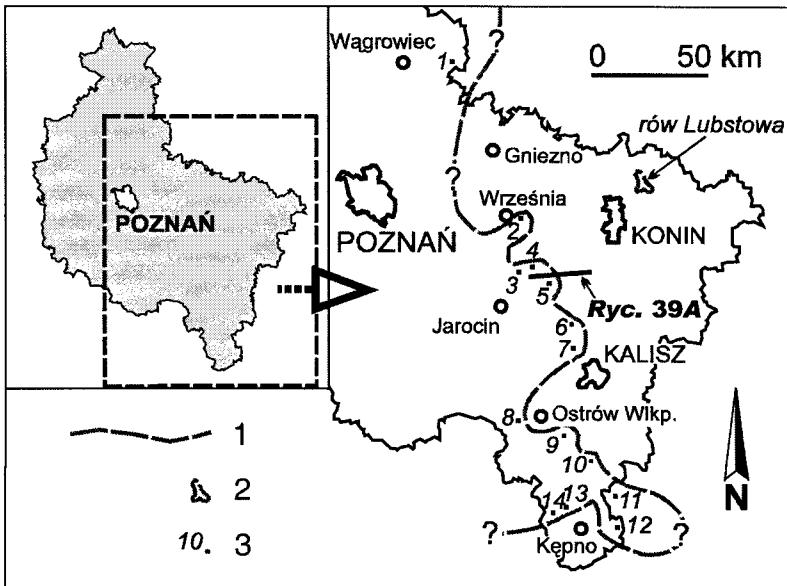 POZNAŃ
Wągrowiec
1
?
0 50 km
rów Lubstowa
Gniezno
?
Września
2
POZNAŃ
KONIN
4
3
5
Ryc. 39A
Jarocin
6
7
KALISZ
8
Ostrów Wlkp.
9
10
11
14
13
12
?
?
Kępno
N
1
2
10. 3